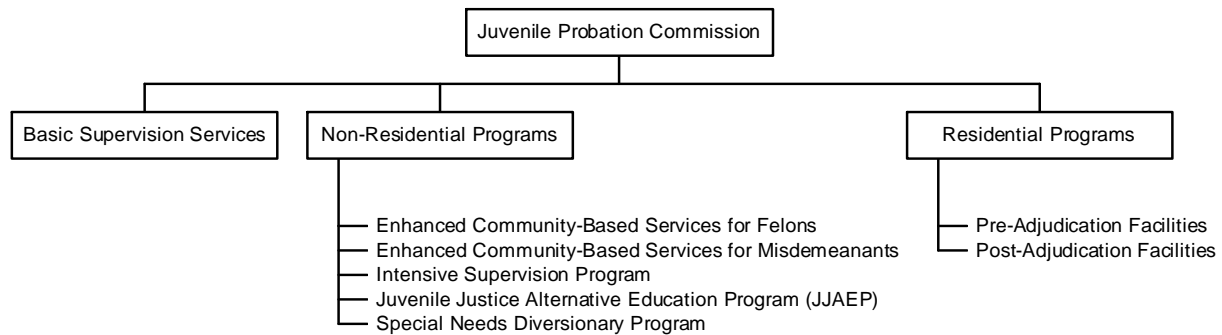 Juvenile Probation Commission
Basic Supervision Services
Non-Residential Programs
Residential Programs
Enhanced Community-Based Services for Felons
Enhanced Community-Based Services for Misdemeanants
Intensive Supervision Program
Juvenile Justice Alternative Education Program (JJAEP)
Special Needs Diversionary Program
Pre-Adjudication Facilities
Post-Adjudication Facilities